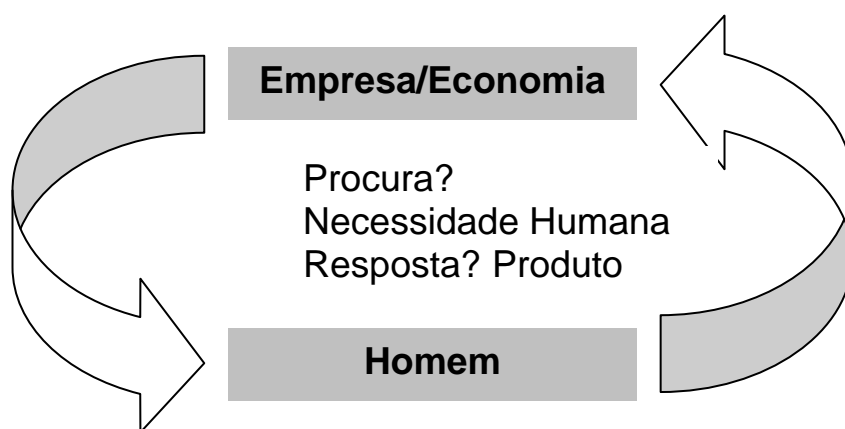 Empresa/Economia
Procura?
Necessidade Humana
Resposta? Produto
Homem